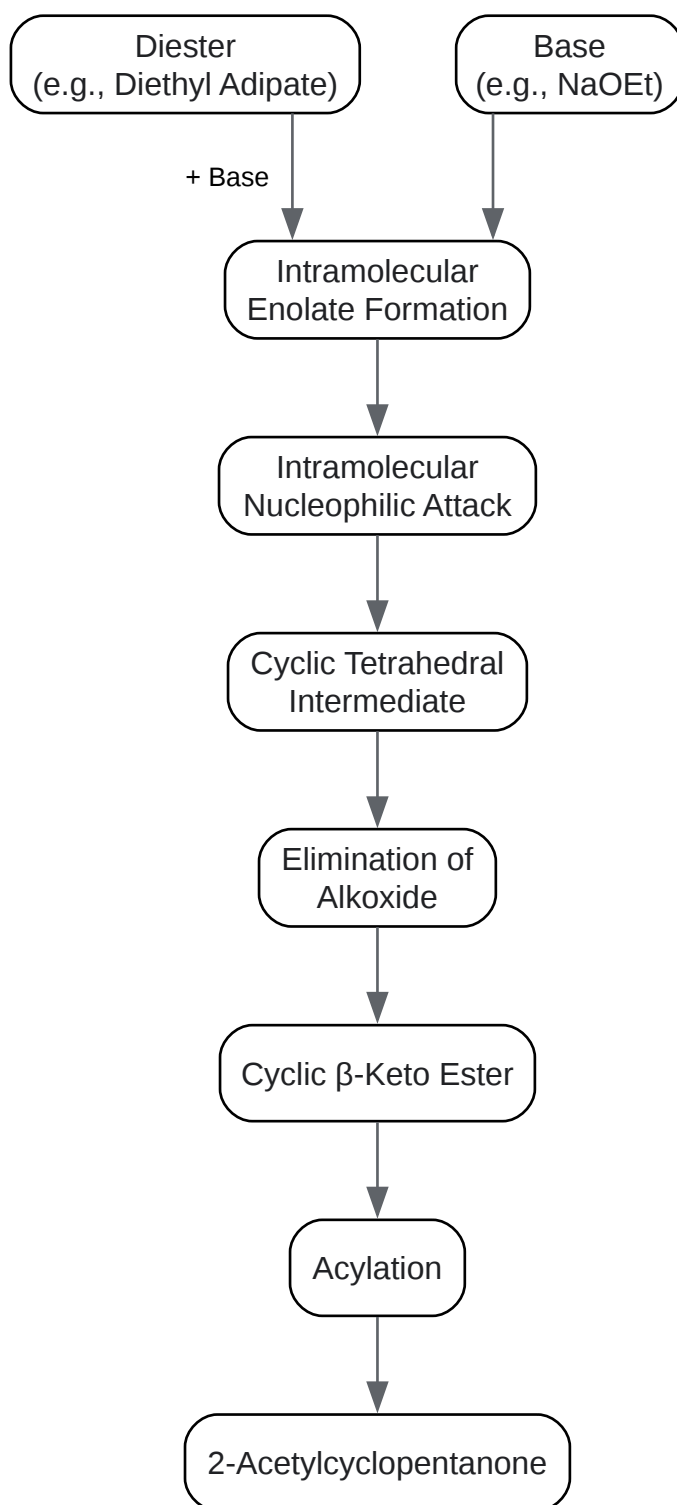 Diester
(e.g., Diethyl Adipate)
Base
(e.g., NaOEt)
+ Base
Intramolecular
Enolate Formation
Intramolecular
Nucleophilic Attack
Cyclic Tetrahedral
Intermediate
Elimination of
Alkoxide
Cyclic β-Keto Ester
Acylation
2-Acetylcyclopentanone